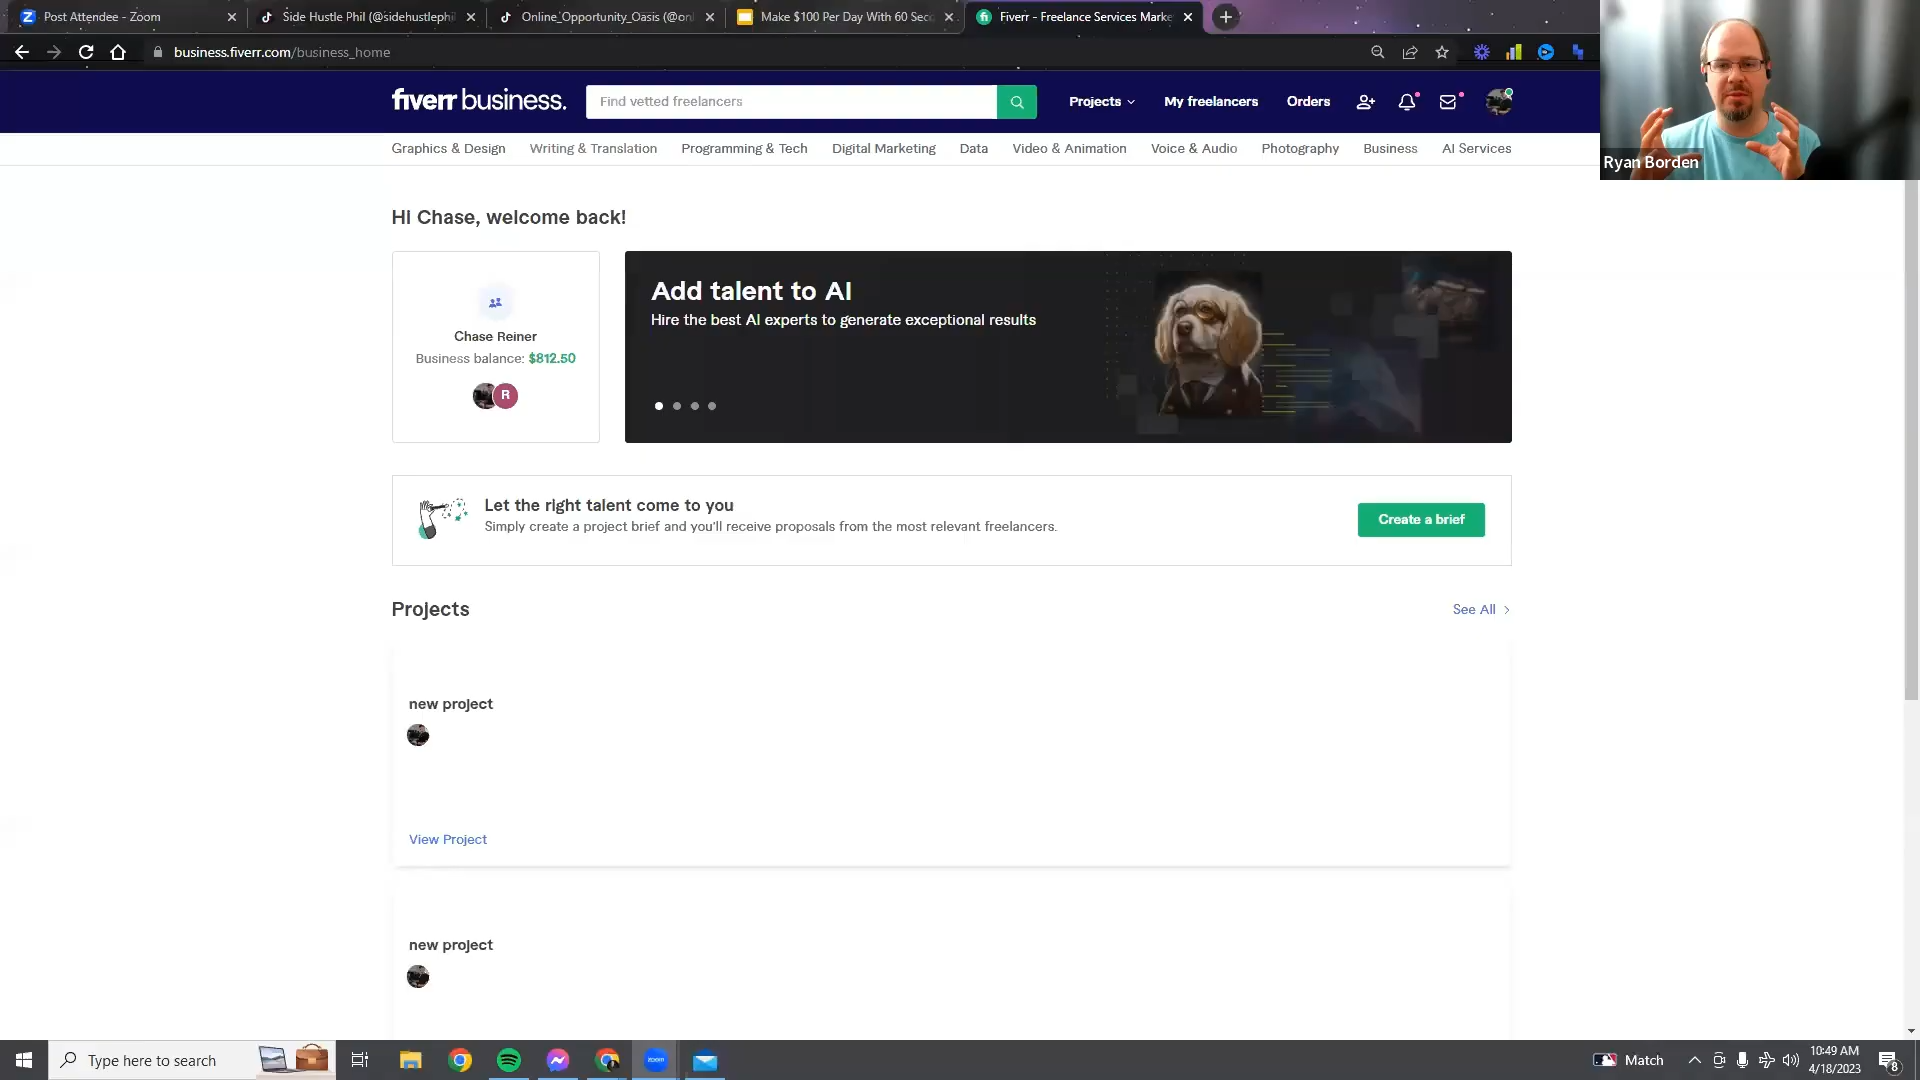 Post Attendee - Zoom
Side Hustle Phil (@sidehustlephil
Online_Opportunity_Oasis (@onl
Make $100 Per Day With 60 Seco
Fiverr - Freelance Services Marke
business.fiverr.com/business_home
fiverr business.
Find vetted freelancers
Projects
My freelancers
Orders
Ryan Borden
Graphics & Design
Writing & Translation
Programming & Tech
Digital Marketing
Data
Video & Animation
Voice & Audio
Photography
Business
AI Services
Hi Chase, welcome back!
Chase Reiner
Business balance: $812.50
R
Add talent to AI
Hire the best AI experts to generate exceptional results
Let the right talent come to you
Simply create a project brief and you'll receive proposals from the most relevant freelancers.
Create a brief
Projects
See All
new project
View Project
new project
Type here to search
zoom
Match
10:49 AM
4/18/2023
8